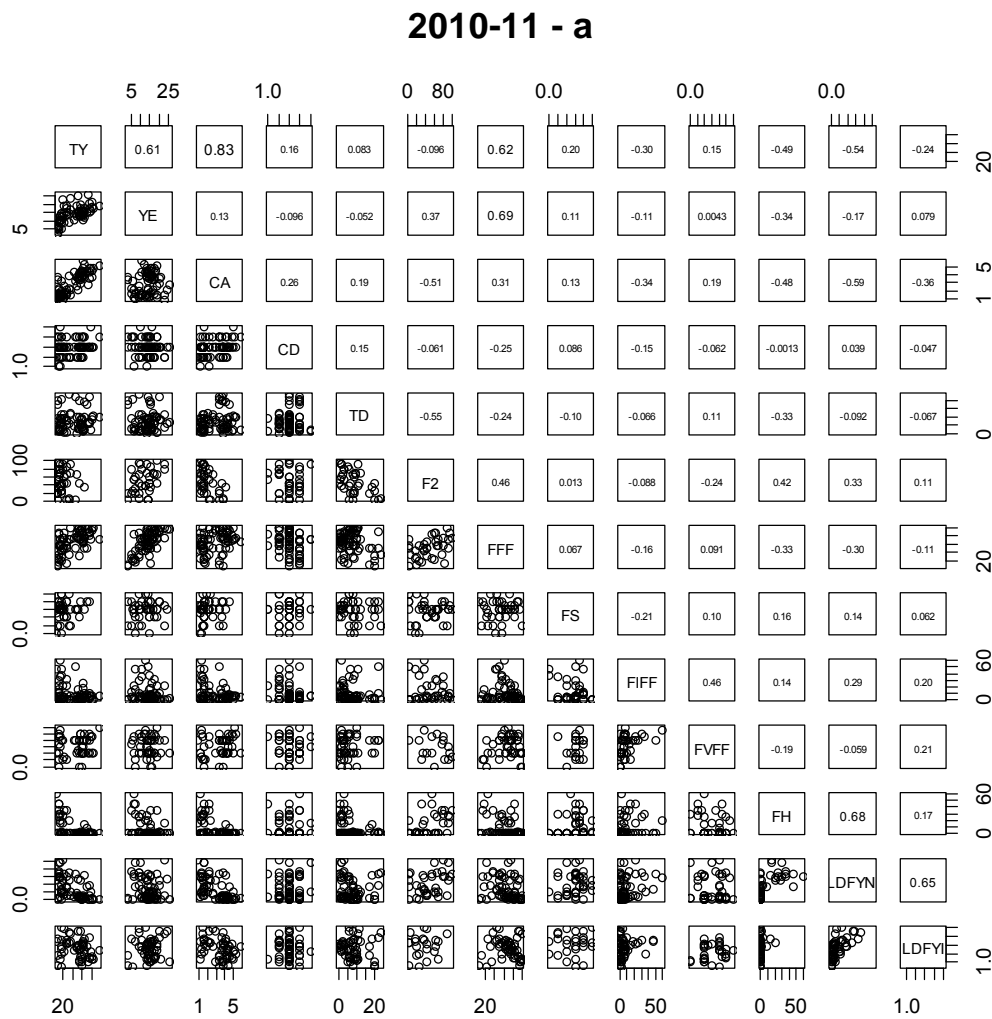 2010-11 - a
5 25 1.0 0 80 0.0 0.0 0.0
TY 0.61 0.83 0.16 0.083 -0.096 0.62 0.20 -0.30 0.15 -0.49 -0.54 -0.24 20
5 YE 0.13 -0.096 -0.052 0.37 0.69 0.11 -0.11 0.0043 -0.34 -0.17 0.079
CA 0.26 0.19 -0.51 0.31 0.13 -0.34 0.19 -0.48 -0.59 -0.36 1 5
1.0 CD 0.15 -0.061 -0.25 0.086 -0.15 -0.062 -0.0013 0.039 -0.047
TD -0.55 -0.24 -0.10 -0.066 0.11 -0.33 -0.092 -0.067 0
0 100 F2 0.46 0.013 -0.088 -0.24 0.42 0.33 0.11
FFF 0.067 -0.16 0.091 -0.33 -0.30 -0.11 20
0.0 FS -0.21 0.10 0.16 0.14 0.062
FIFF 0.46 0.14 0.29 0.20 0 60
0.0 FVFF -0.19 -0.059 0.21
FH 0.68 0.17 0 60
0.0 LDFYN 0.65
LDFYI 1.0
20 1 5 0 20 20 0 50 0 50 1.0